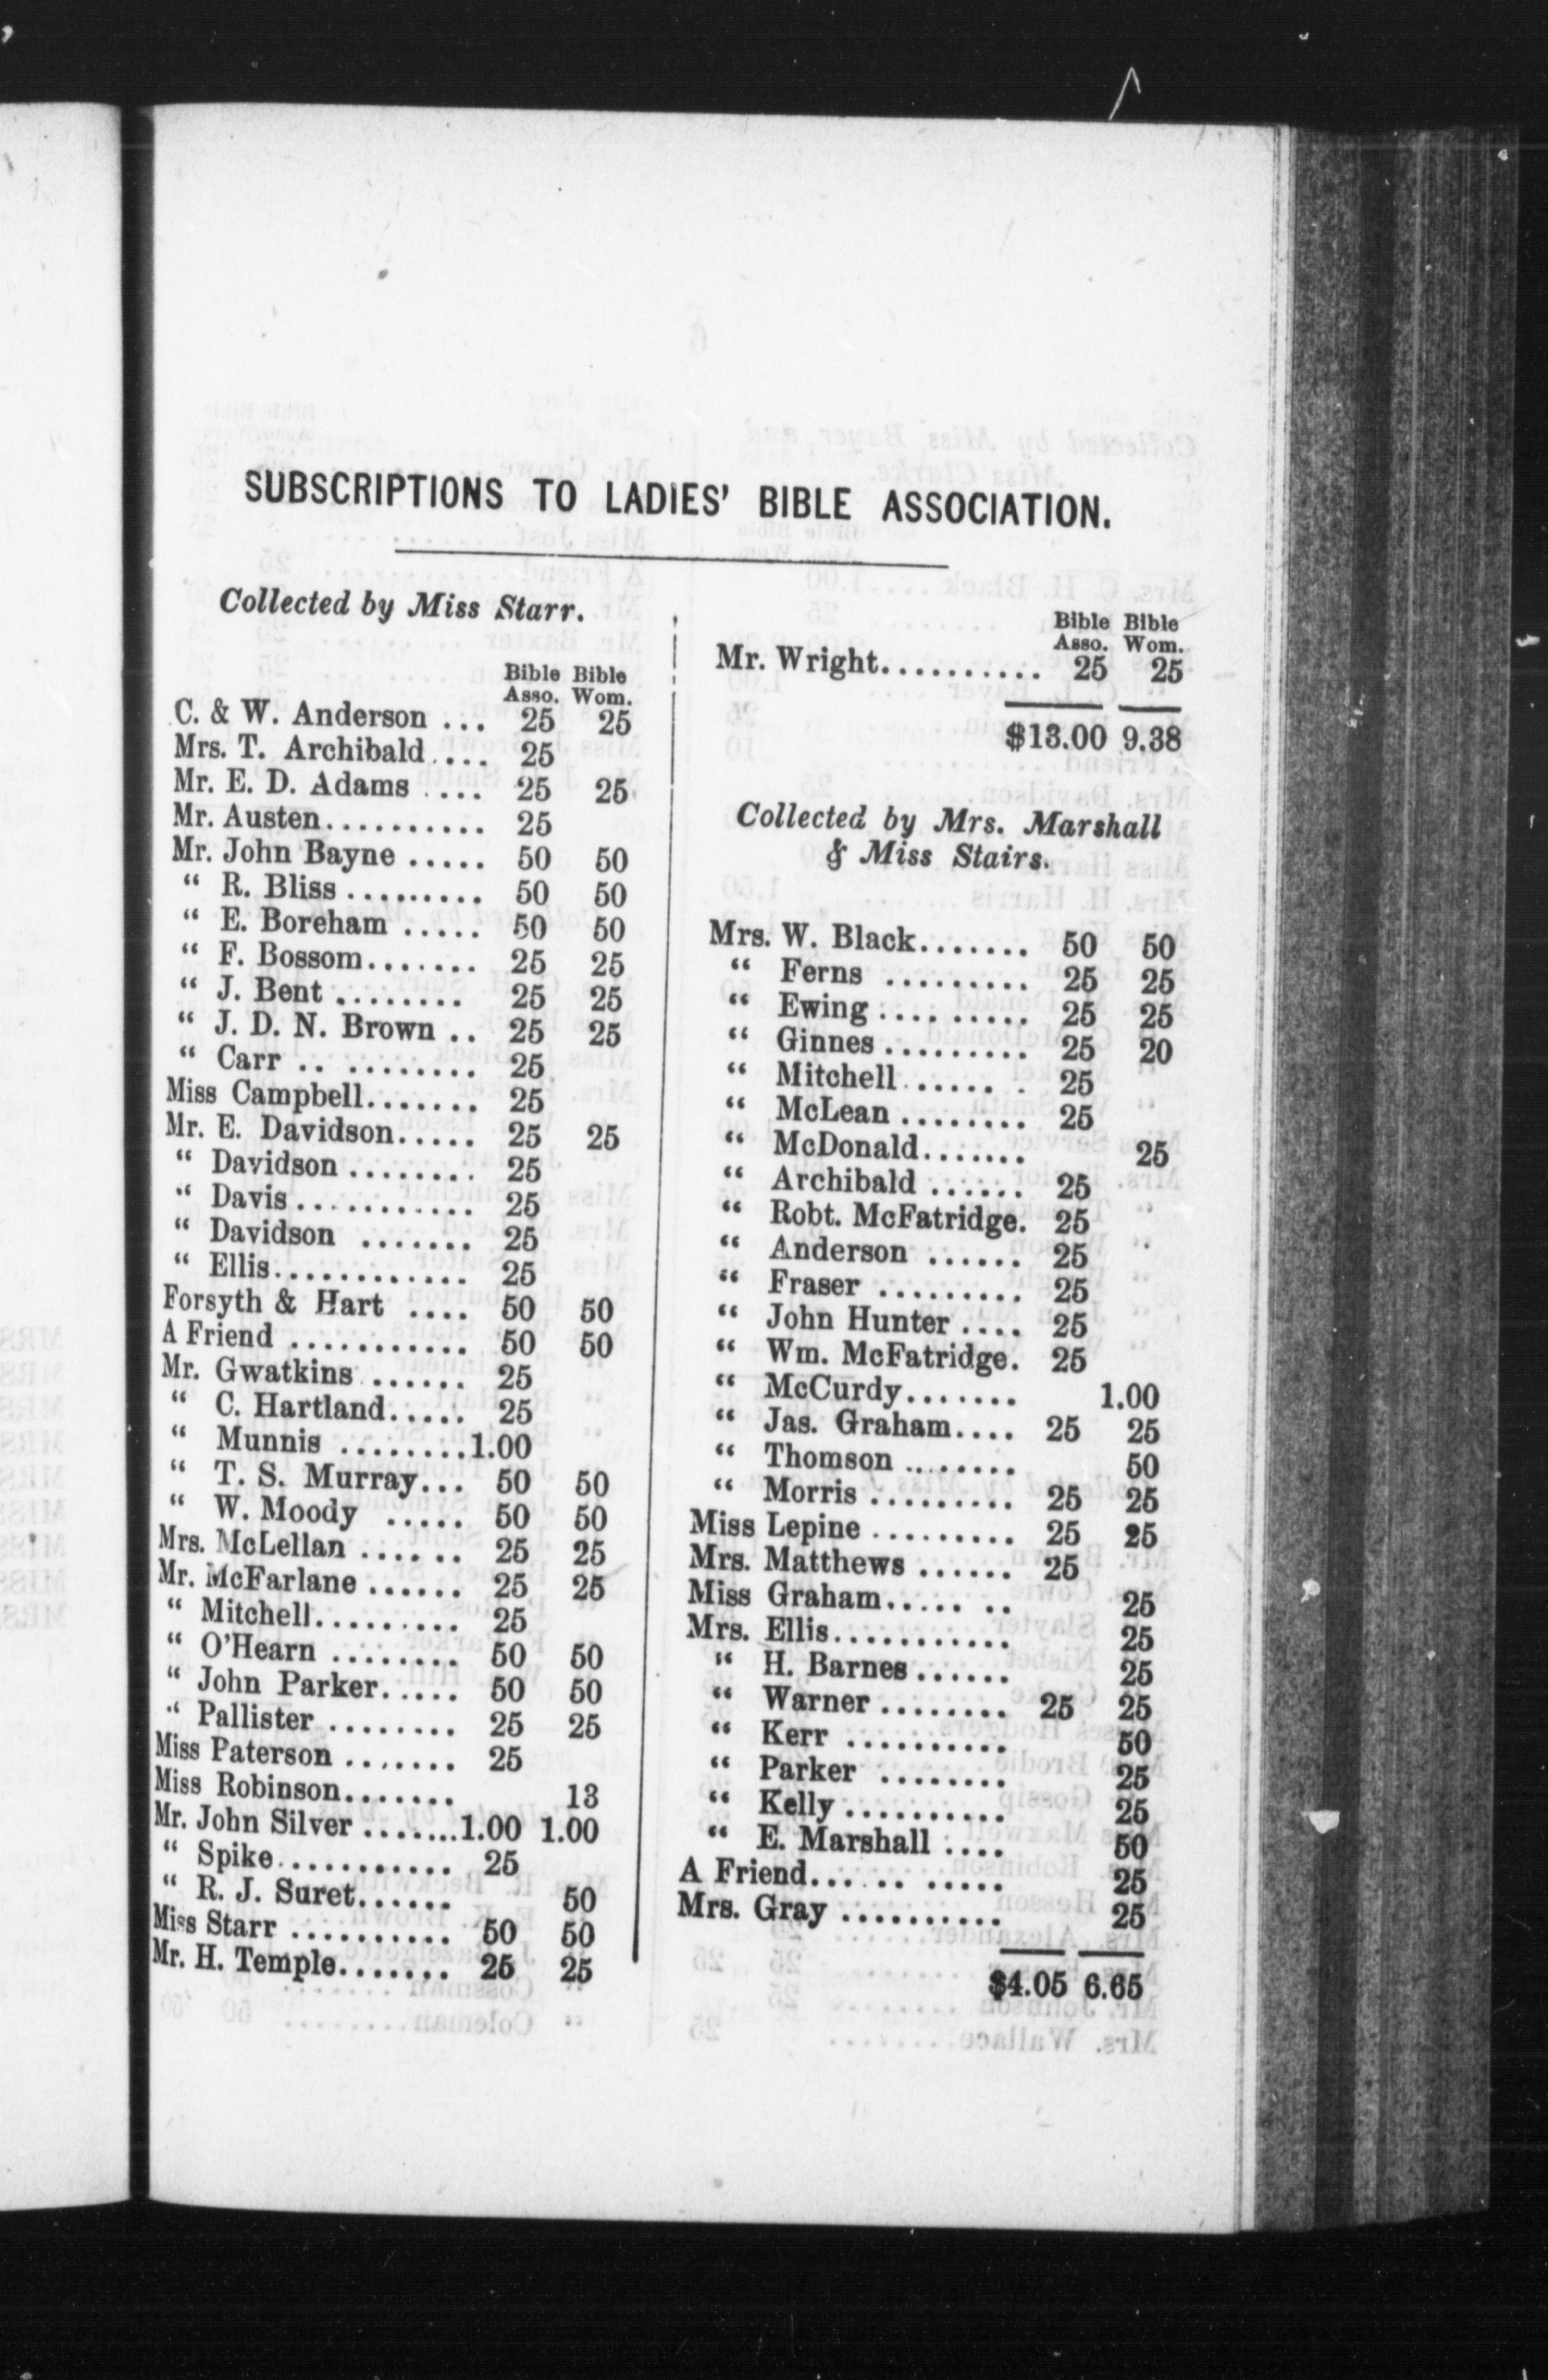 SUBSCRIPTIONS TO LADIES' BIBLE ASSOCIATION.
Collected by Miss Starr.
Bible Bible
Asso. Wom.
C. & W. Anderson ... 25 25
Mrs. T. Archibald .... 25
Mr. E. D. Adams .... 25 25
Mr. Austen.......... 25
Mr. John Bayne ..... 50 50
“ R. Bliss ......... 50 50
“ E. Boreham ..... 50 50
“ F. Bossom....... 25 25
“ J. Bent ........ 25 25
“ J. D. N. Brown .. 25 25
“ Carr .. ........ 25
Miss Campbell....... 25
Mr. E. Davidson..... 25 25
“ Davidson ........ 25
“ Davis........... 25
“ Davidson ....... 25
“ Ellis............ 25
Forsyth & Hart .... 50 50
A Friend ........... 50 50
Mr. Gwatkins ...... 25
“ C. Hartland..... 25
“ Munnis ........1.00
“ T. S. Murray... 50 50
“ W. Moody ..... 50 50
Mrs. McLellan ...... 25 25
Mr. McFarlane ...... 25 25
“ Mitchell......... 25
“ O'Hearn ........ 50 50
“ John Parker..... 50 50
“ Pallister ........ 25 25
Miss Paterson ....... 25
Miss Robinson....... 13
Mr. John Silver .......1.00 1.00
“ Spike........... 25
“ R. J. Suret...... 50
Miss Starr .......... 50 50
Mr. H. Temple....... 25 25
Bible Bible
Asso. Wom.
Mr. Wright.......... 25 25
$13.00 9.38
Collected by Mrs. Marshall
& Miss Stairs.
Mrs. W. Black....... 50 50
“ Ferns ......... 25 25
“ Ewing ......... 25 25
“ Ginnes ......... 25 20
“ Mitchell ...... . 25
“ McLean ........ 25
“ McDonald....... 25
“ Archibald ...... 25
“ Robt. McFatridge. 25
“ Anderson ...... 25
“ Fraser ......... 25
“ John Hunter .... 25
“ Wm. McFatridge. 25
“ McCurdy....... 1.00
“ Jas. Graham.... 25 25
“ Thomson ........ 50
“ Morris ......... 25 25
Miss Lepine ......... 25 25
Mrs. Matthews ...... 25
Miss Graham..... .. 25
Mrs. Ellis............ 25
“ H. Barnes ...... 25
“ Warner ........ 25 25
“ Kerr .......... 50
“ Parker ........ 25
“ Kelly .......... 25
“ E. Marshall .... 50
A Friend... .. ..... 25
Mrs. Gray .......... 25
$4.05 6.65